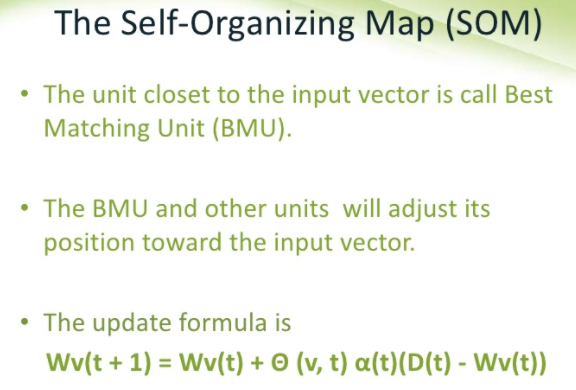 The Self-Organizing Map (SOM)
• The unit closet to the input vector is call Best
Matching Unit (BMU).
• The BMU and other units will adjust its
position toward the input vector.
• The update formula is
Wv(t + 1) = Wv(t) + Θ (v, t) α(t)(D(t) - Wv(t))